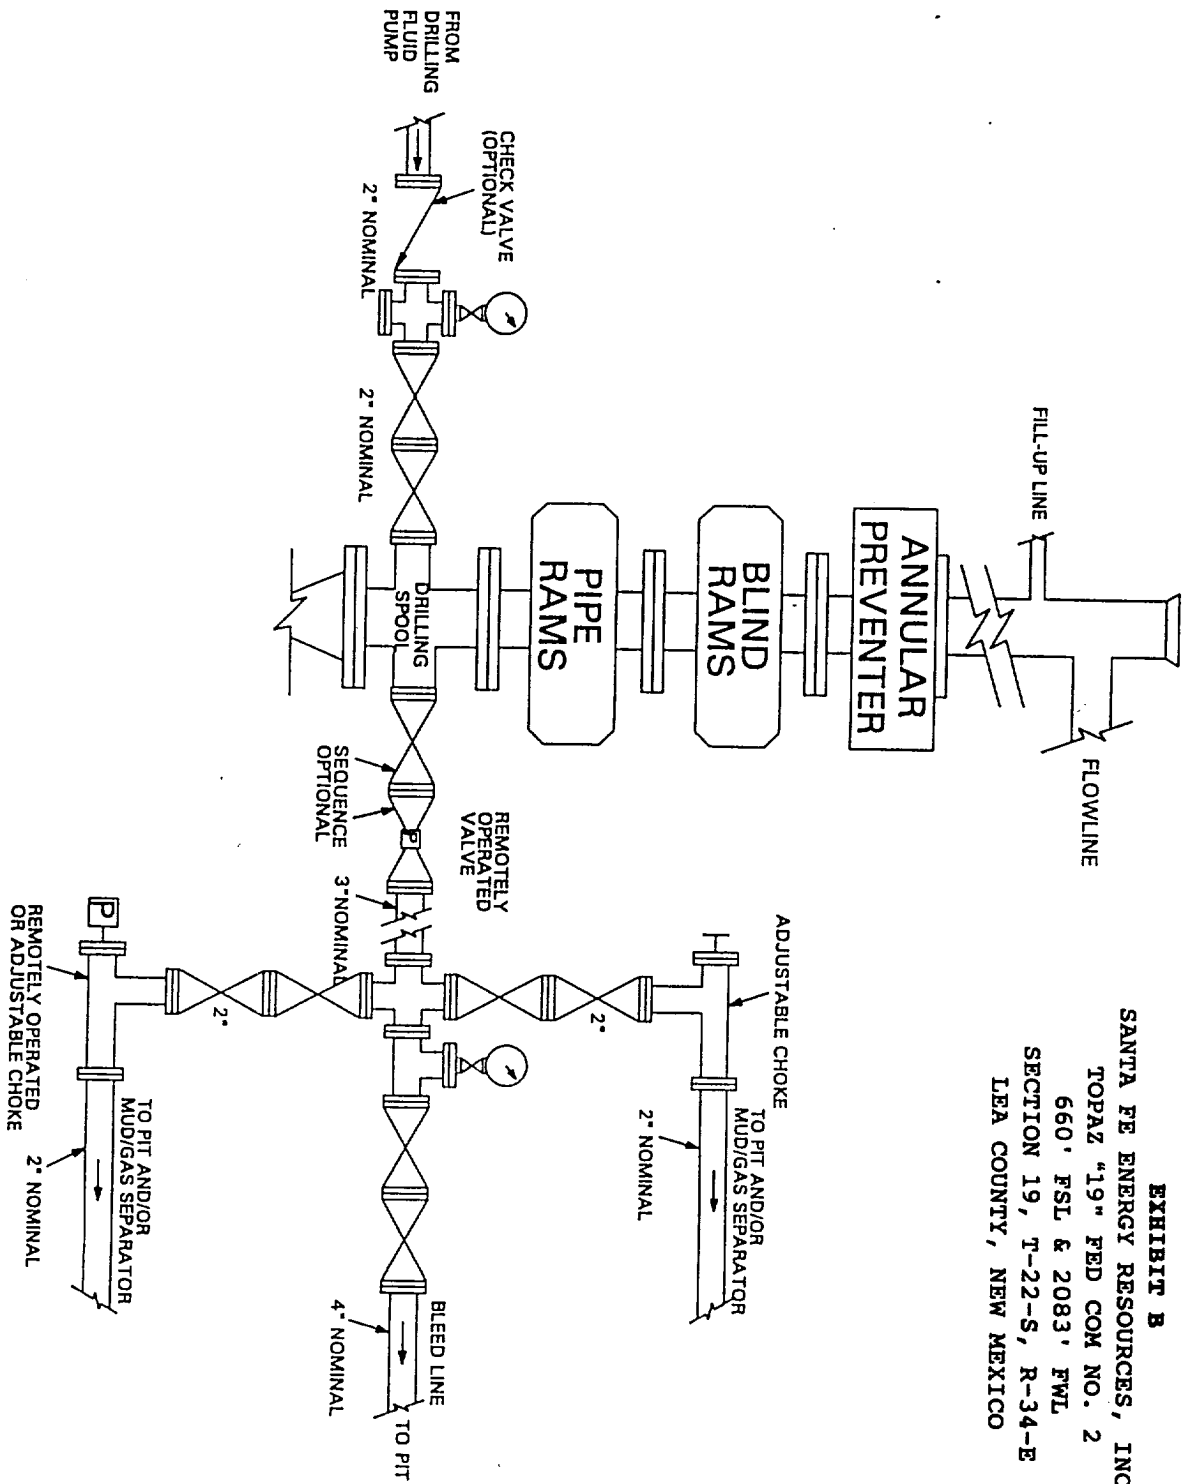 EXHIBIT B
SANTA FE ENERGY RESOURCES, INC
TOPAZ "19" FED COM NO. 2
660' FSL & 2083' FWL
SECTION 19, T-22-S, R-34-E
LEA COUNTY, NEW MEXICO
FILL-UP LINE
FLOWLINE
ANNULAR
PREVENTER
BLIND
RAMS
PIPE
RAMS
DRILLING
SPOOL
FROM
DRILLING
FLUID
PUMP
CHECK VALVE
(OPTIONAL)
2" NOMINAL
2" NOMINAL
SEQUENCE
OPTIONAL
REMOTELY
OPERATED
VALVE
P
3" NOMINAL
ADJUSTABLE CHOKE
2"
TO PIT AND/OR
MUD/GAS SEPARATOR
2" NOMINAL
BLEED LINE
TO PIT
4" NOMINAL
2"
P
REMOTELY OPERATED
OR ADJUSTABLE CHOKE
TO PIT AND/OR
MUD/GAS SEPARATOR
2" NOMINAL